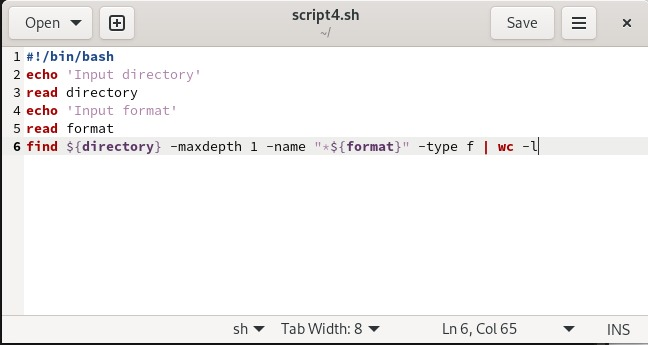 Open
script4.sh
~/
Save
1 #!/bin/bash
2 echo 'Input directory'
3 read directory
4 echo 'Input format'
5 read format
6 find ${directory} -maxdepth 1 -name "*${format}" -type f | wc -l
sh Tab Width: 8 Ln 6, Col 65 INS